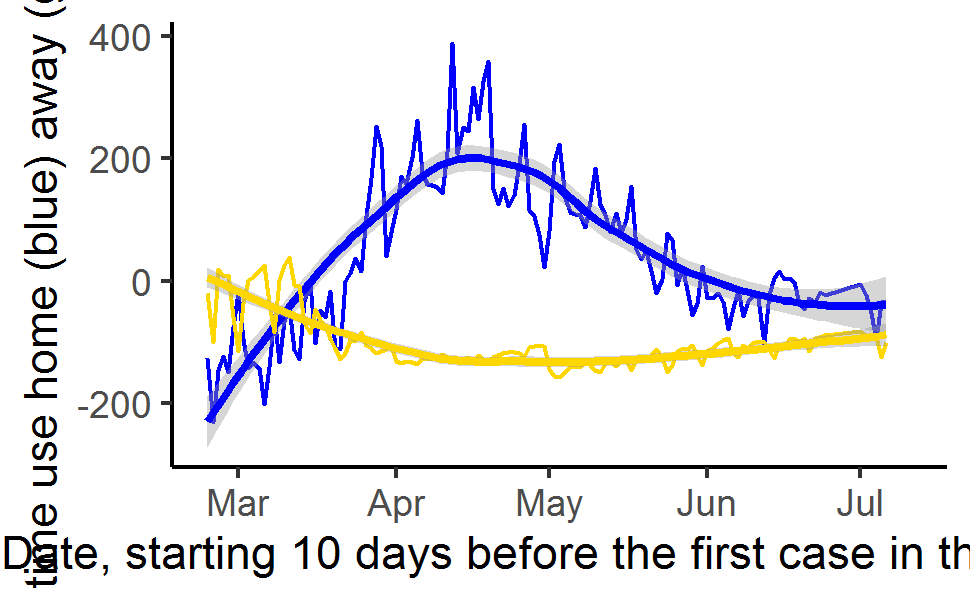 time use home (blue) away (
400
200
0
-200
Mar Apr May Jun Jul
Date, starting 10 days before the first case in th